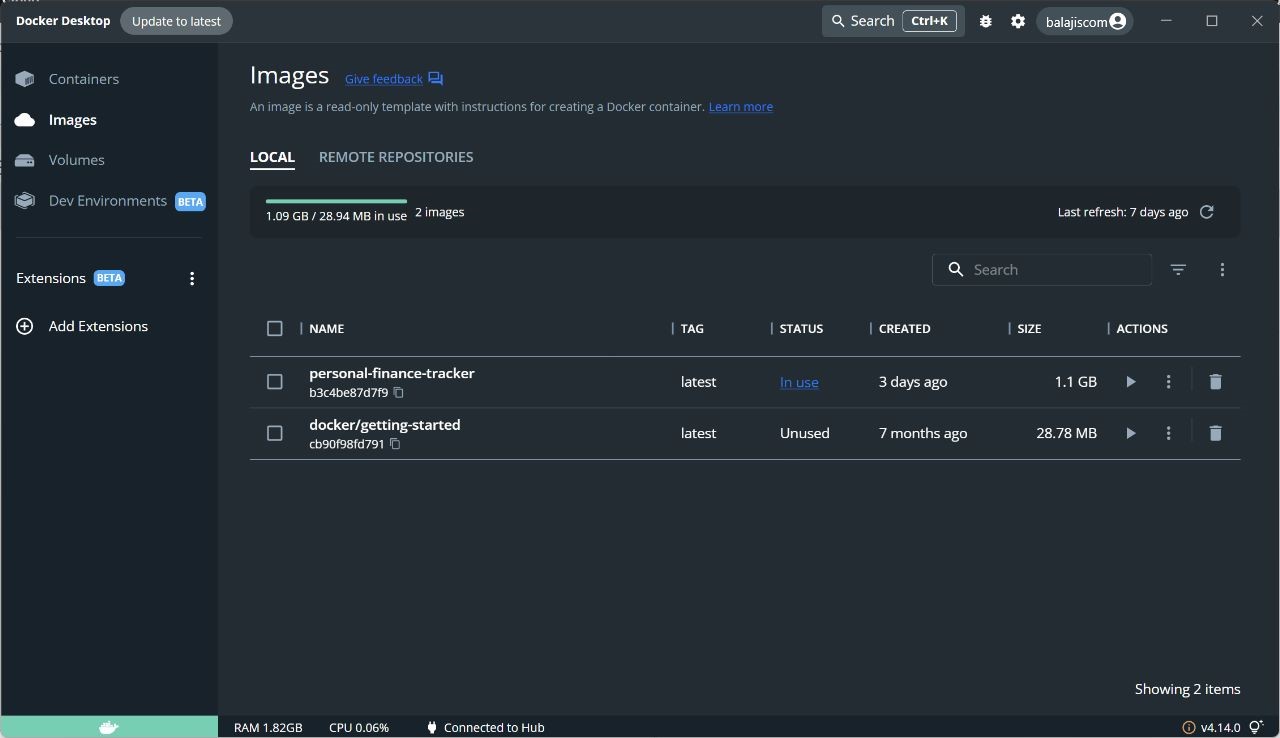 Docker Desktop Update to latest Search Ctrl+K balajiscom
Containers
Images
Volumes
Dev Environments BETA
Extensions BETA
Add Extensions
Images Give feedback
An image is a read-only template with instructions for creating a Docker container. Learn more
LOCAL REMOTE REPOSITORIES
1.09 GB / 28.94 MB in use 2 images Last refresh: 7 days ago
Search
NAME TAG STATUS CREATED SIZE ACTIONS
personal-finance-tracker latest In use 3 days ago 1.1 GB
b3c4be87d7f9
docker/getting-started latest Unused 7 months ago 28.78 MB
cb90f98fd791
Showing 2 items
RAM 1.82GB CPU 0.06% Connected to Hub v4.14.0